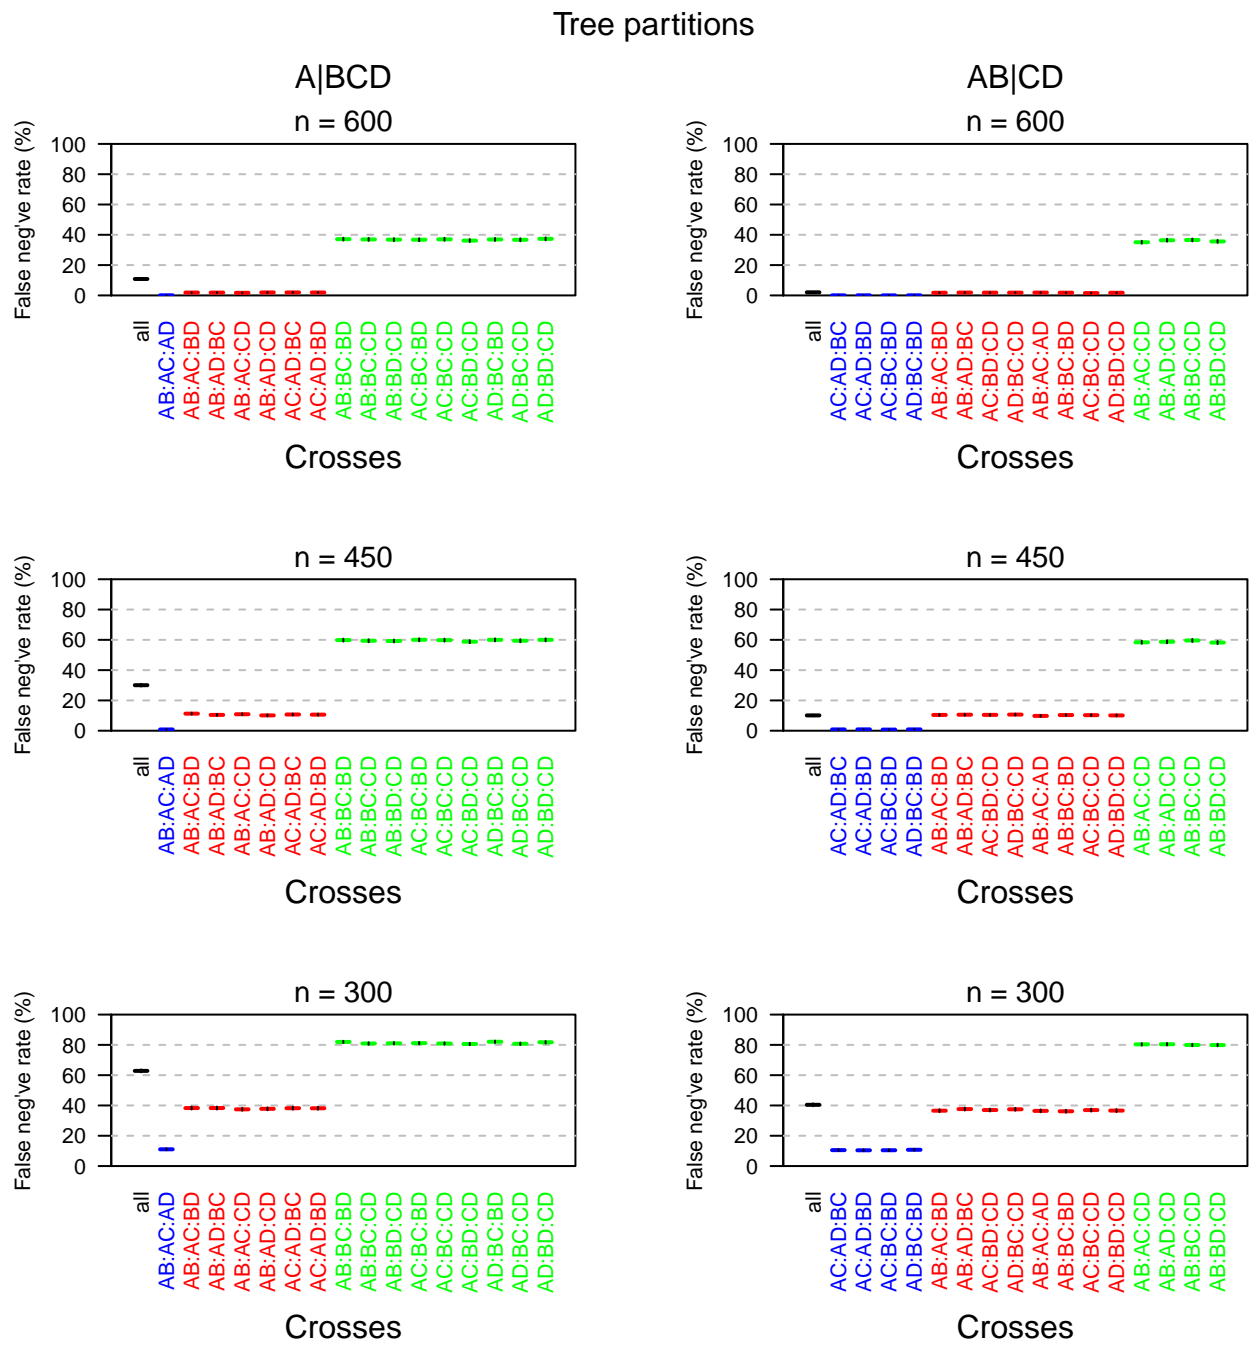 Tree partitions
A|BCD
AB|CD
n = 600
False neg've rate (%)
100
80
60
40
20
0
all
AB:AC:AD
AB:AC:BD
AB:AD:BC
AB:AC:CD
AB:AD:CD
AC:AD:BC
AC:AD:BD
AB:BC:BD
AB:BC:CD
AB:BD:CD
AC:BC:BD
AC:BC:CD
AC:BD:CD
AD:BC:BD
AD:BC:CD
AD:BD:CD
Crosses
n = 600
False neg've rate (%)
100
80
60
40
20
0
all
AC:AD:BC
AC:AD:BD
AC:BC:BD
AD:BC:BD
AB:AC:BD
AB:AD:BC
AC:BD:CD
AD:BC:CD
AB:AC:AD
AB:BC:BD
AC:BC:CD
AD:BD:CD
AB:AC:CD
AB:AD:CD
AB:BC:CD
AB:BD:CD
Crosses
n = 450
False neg've rate (%)
100
80
60
40
20
0
all
AB:AC:AD
AB:AC:BD
AB:AD:BC
AB:AC:CD
AB:AD:CD
AC:AD:BC
AC:AD:BD
AB:BC:BD
AB:BC:CD
AB:BD:CD
AC:BC:BD
AC:BC:CD
AC:BD:CD
AD:BC:BD
AD:BC:CD
AD:BD:CD
Crosses
n = 450
False neg've rate (%)
100
80
60
40
20
0
all
AC:AD:BC
AC:AD:BD
AC:BC:BD
AD:BC:BD
AB:AC:BD
AB:AD:BC
AC:BD:CD
AD:BC:CD
AB:AC:AD
AB:BC:BD
AC:BC:CD
AD:BD:CD
AB:AC:CD
AB:AD:CD
AB:BC:CD
AB:BD:CD
Crosses
n = 300
False neg've rate (%)
100
80
60
40
20
0
all
AB:AC:AD
AB:AC:BD
AB:AD:BC
AB:AC:CD
AB:AD:CD
AC:AD:BC
AC:AD:BD
AB:BC:BD
AB:BC:CD
AB:BD:CD
AC:BC:BD
AC:BC:CD
AC:BD:CD
AD:BC:BD
AD:BC:CD
AD:BD:CD
Crosses
n = 300
False neg've rate (%)
100
80
60
40
20
0
all
AC:AD:BC
AC:AD:BD
AC:BC:BD
AD:BC:BD
AB:AC:BD
AB:AD:BC
AC:BD:CD
AD:BC:CD
AB:AC:AD
AB:BC:BD
AC:BC:CD
AD:BD:CD
AB:AC:CD
AB:AD:CD
AB:BC:CD
AB:BD:CD
Crosses